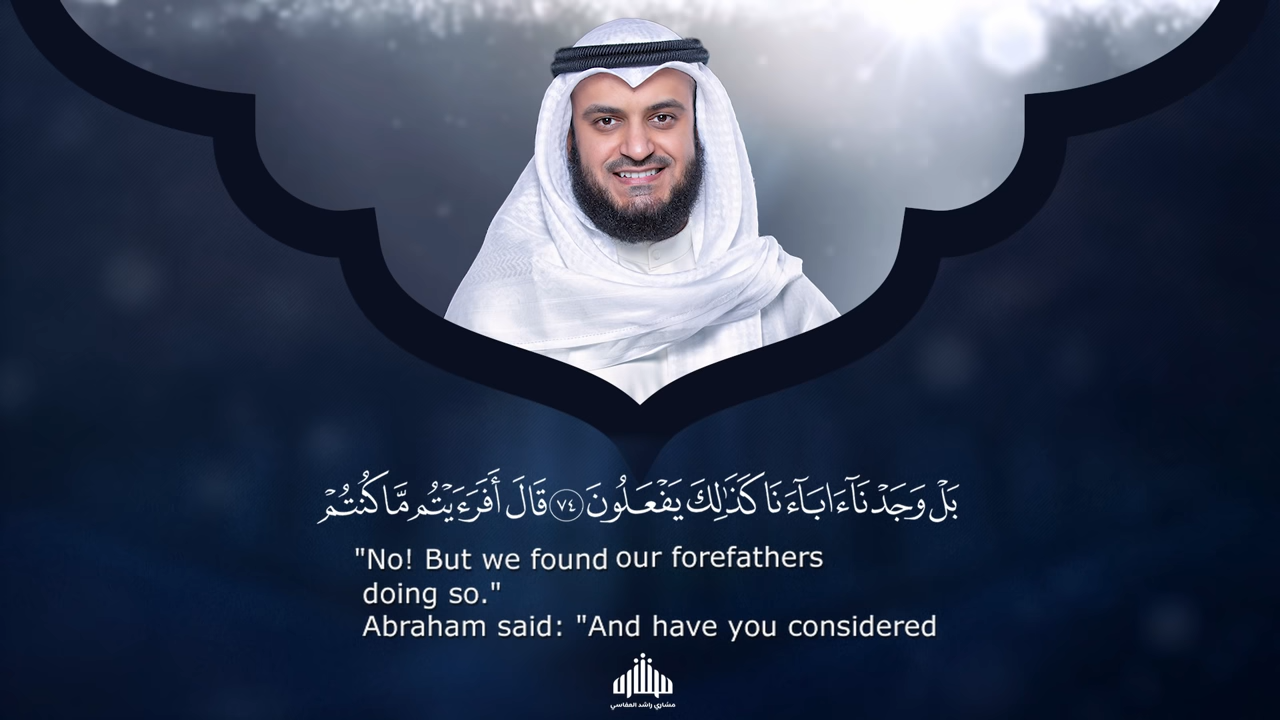 بَلْ وَجَدْنَآ ءَابَآءَنَا كَذَٰلِكَ يَفْعَلُونَ ٧٤ قَالَ أَفَرَءَيْتُم مَّا كُنتُمْ
"No! But we found our forefathers
doing so."
Abraham said: "And have you considered
مشاري راشد العفاسي